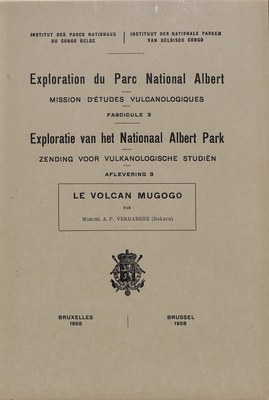 INSTITUT DES PARCS NATIONAUX
DU CONGO BELGE
INSTITUUT DER NATIONALE PARKEN
VAN BELGISCH CONGO
Exploration du Parc National Albert
MISSION D'ÉTUDES VULCANOLOGIQUES
FASCICULE 3
Exploratie van het Nationaal Albert Park
ZENDING VOOR VULKANOLOGISCHE STUDIËN
AFLEVERING 3
LE VOLCAN MUGOGO
PAR
MARCEL A. P. VERHAEGHE (Bukavu)
BRUXELLES
1958
BRUSSEL
1958